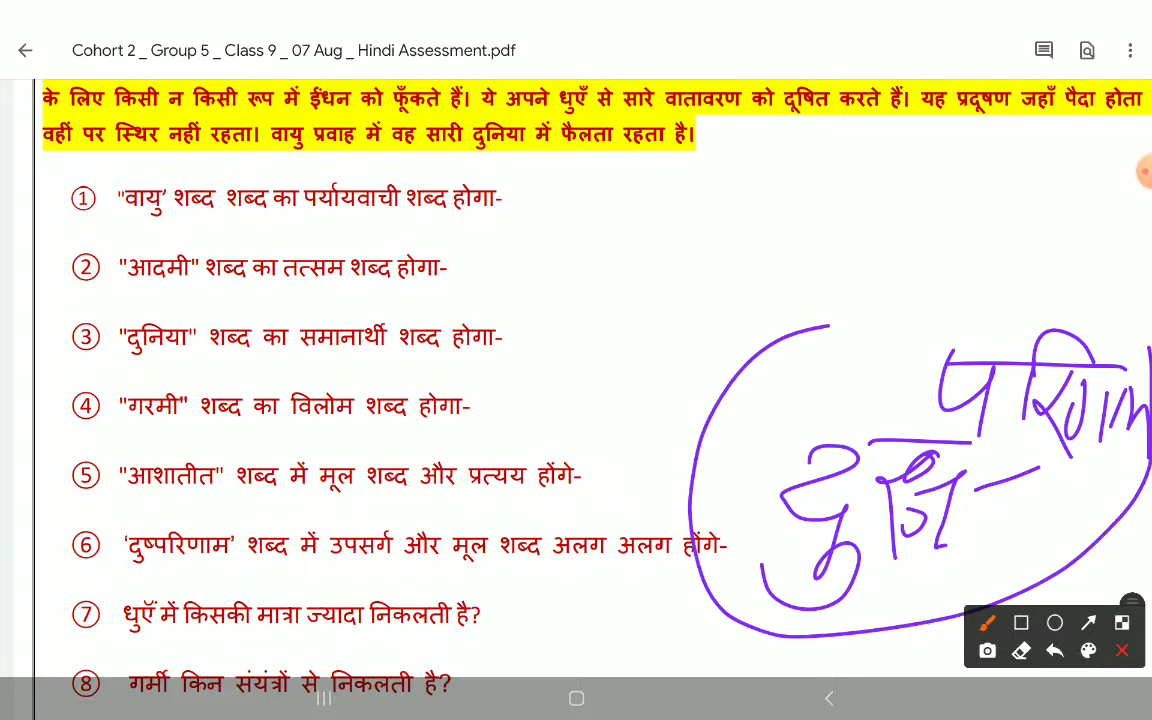 Cohort 2 _ Group 5 _ Class 9 _ 07 Aug _ Hindi Assessment.pdf
के लिए किसी न किसी रूप में ईंधन को फूँकते हैं। ये अपने धुएँ से सारे वातावरण को दूषित करते हैं। यह प्रदूषण जहाँ पैदा होता
वहीं पर स्थिर नहीं रहता। वायु प्रवाह में वह सारी दुनिया में फैलता रहता है।
① "वायु’ शब्द शब्द का पर्यायवाची शब्द होगा-
② "आदमी" शब्द का तत्सम शब्द होगा-
③ "दुनिया" शब्द का समानार्थी शब्द होगा-
④ "गरमी" शब्द का विलोम शब्द होगा-
⑤ "आशातीत" शब्द में मूल शब्द और प्रत्यय होंगे-
⑥ ‘दुष्परिणाम’ शब्द में उपसर्ग और मूल शब्द अलग अलग होंगे-
⑦ धुएँ में किसकी मात्रा ज्यादा निकलती है?
⑧ गर्मी किन संयंत्रों से निकलती है?